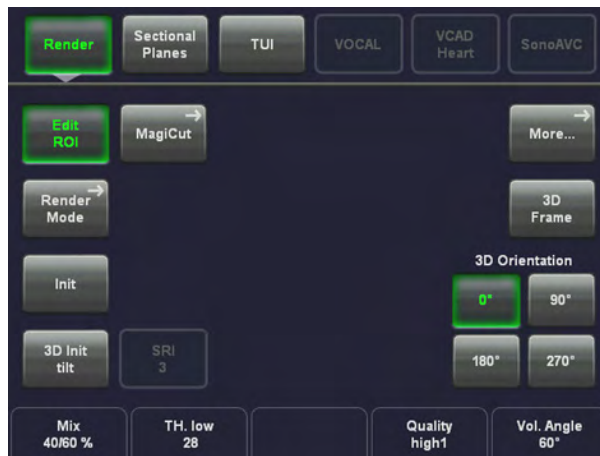 Render
Sectional
Planes
TUI
VOCAL
VCAD
Heart
SonoAVC
Edit
ROI
MagiCut
More...
Render
Mode
3D
Frame
Init
3D Orientation
0°
90°
3D Init
tilt
SRI
3
180°
270°
Mix
40/60 %
TH. low
28
Quality
high1
Vol. Angle
60°